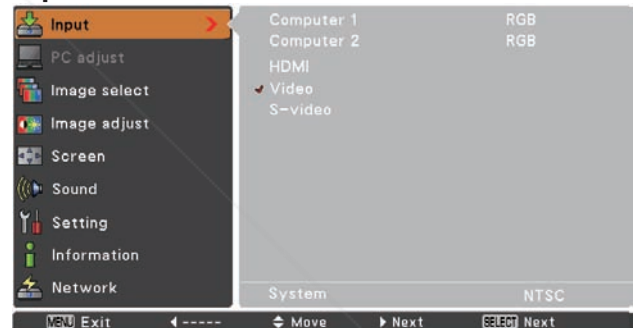 Input
PC adjust
Image select
Image adjust
Screen
Sound
Setting
Information
Network
Computer 1 RGB
Computer 2 RGB
HDMI
Video
S-video
System NTSC
MENU Exit ----- Move Next SELECT Next